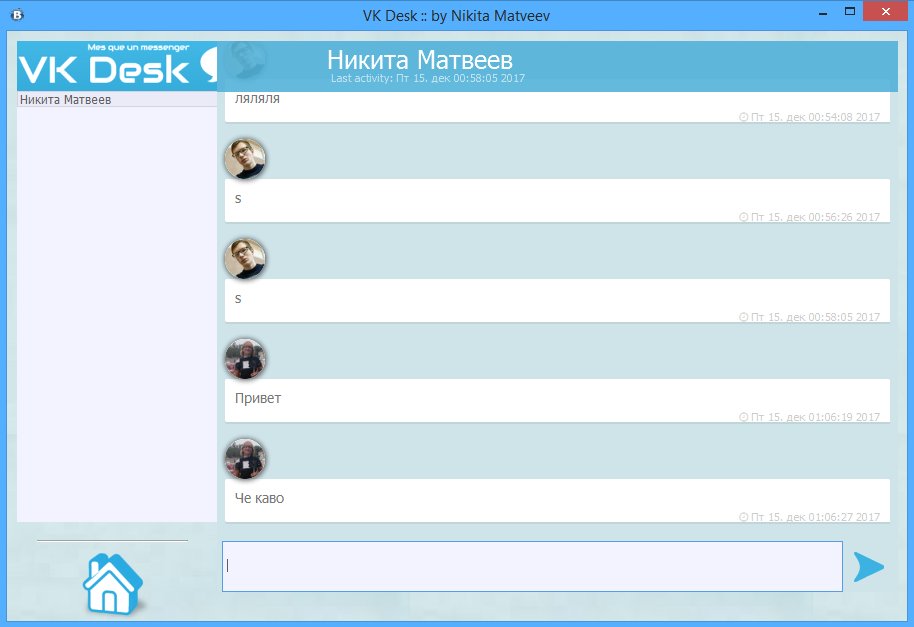 VK Desk :: by Nikita Matveev
Mes que un messenger
VK Desk
Никита Матвеев
Last activity: Пт 15. дек 00:58:05 2017
Никита Матвеев
ляляля
Пт 15. дек 00:54:08 2017
s
Пт 15. дек 00:56:26 2017
s
Пт 15. дек 00:58:05 2017
Привет
Пт 15. дек 01:06:19 2017
Че каво
Пт 15. дек 01:06:27 2017